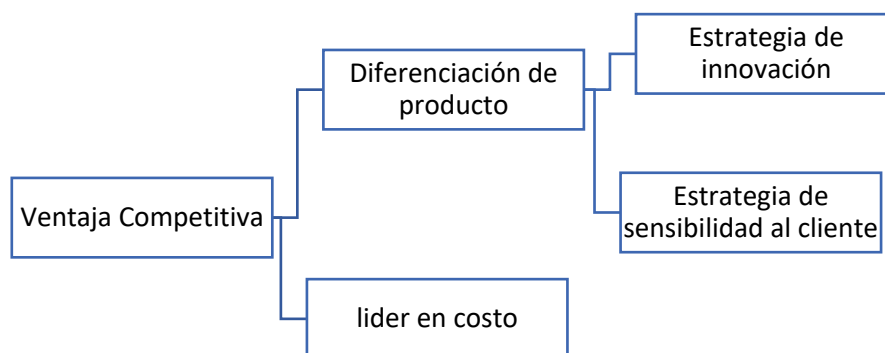 Estrategia de
innovación
Diferenciación de
producto
Estrategia de
sensibilidad al cliente
Ventaja Competitiva
lider en costo